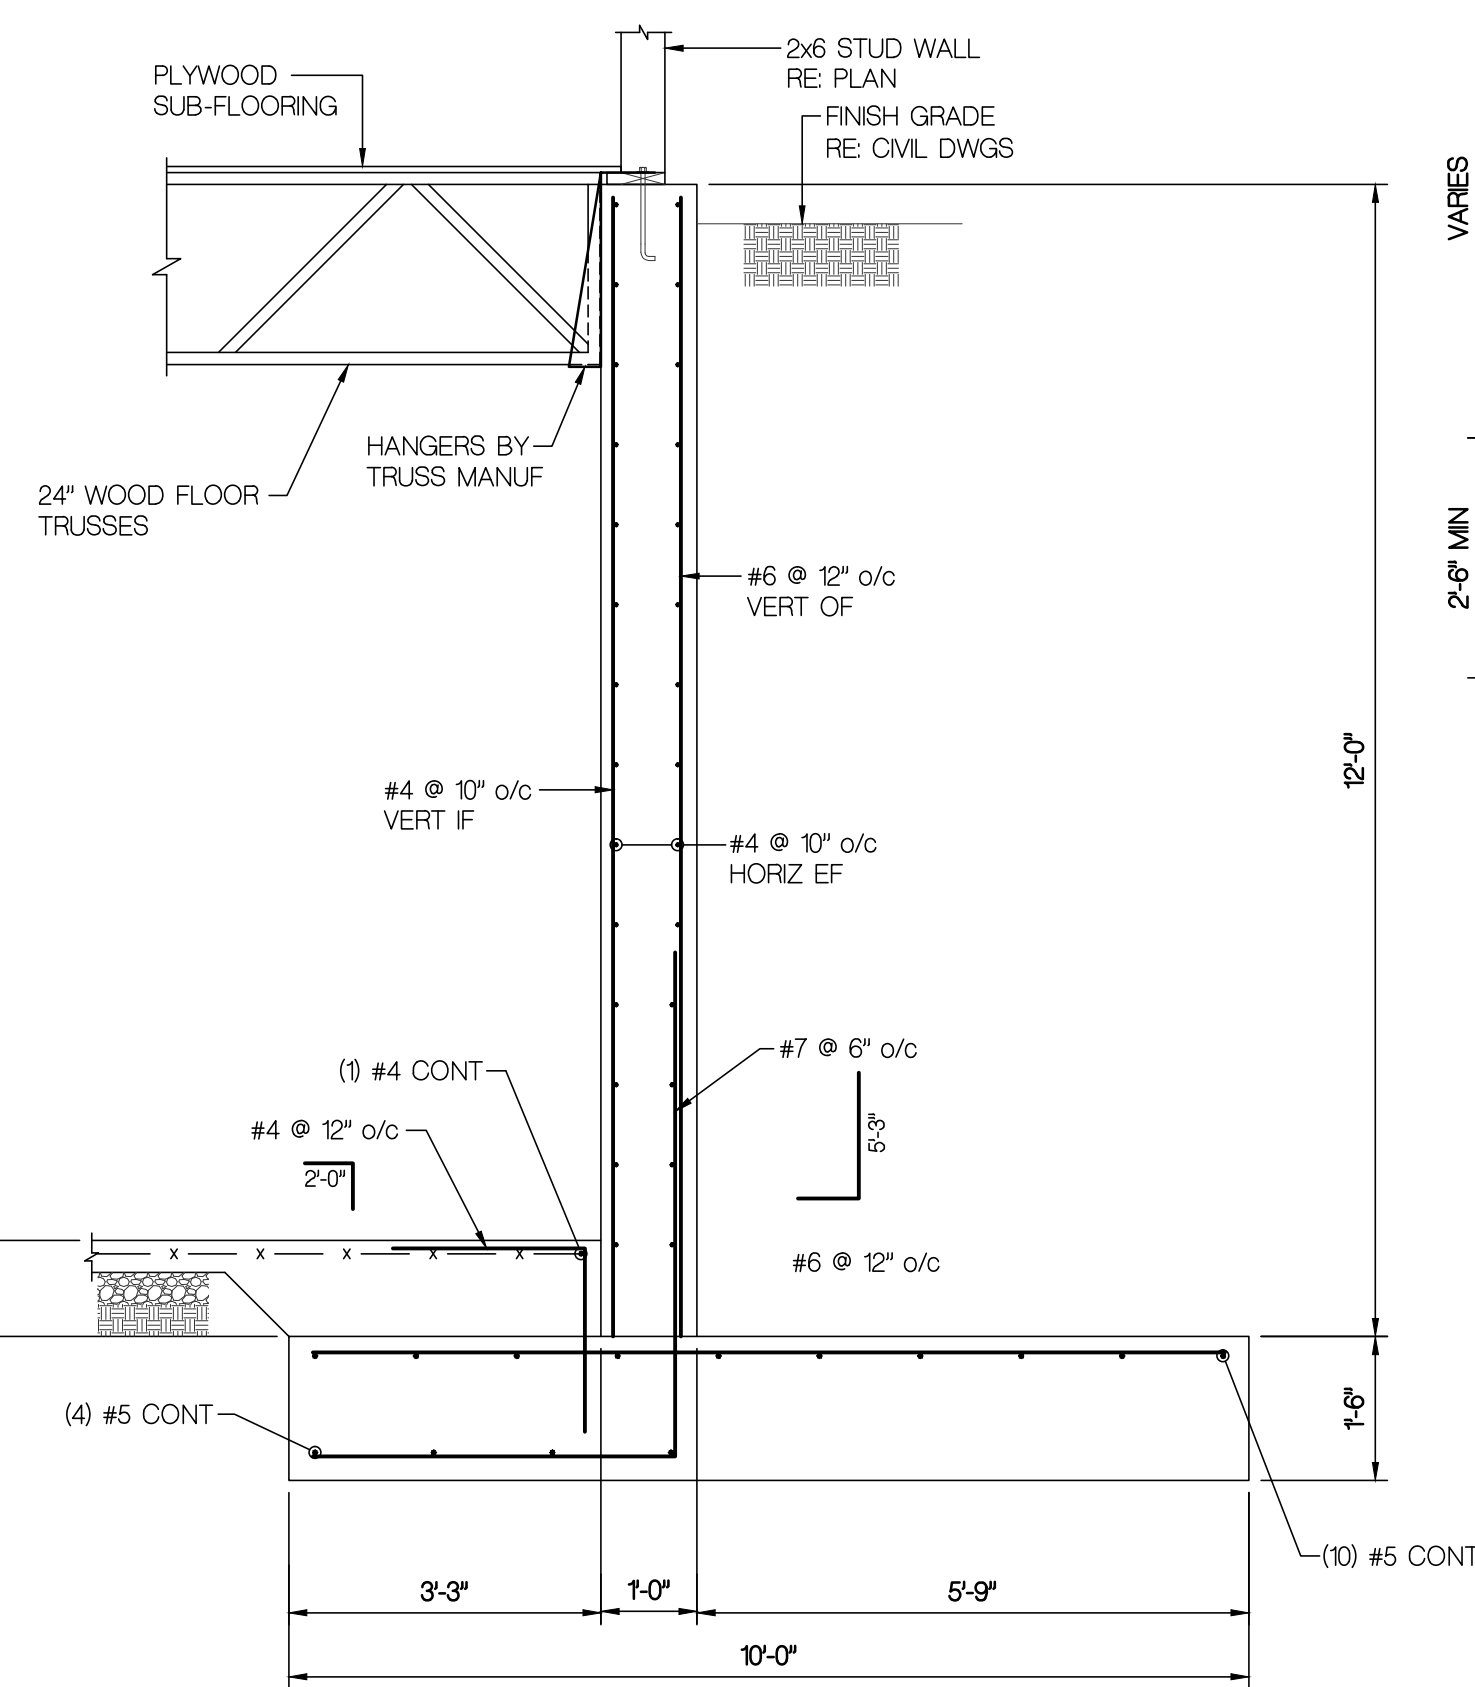 2x6 STUD WALL
RE: PLAN
PLYWOOD
SUB-FLOORING
FINISH GRADE
RE: CIVIL DWGS
VARIES
HANGERS BY
TRUSS MANUF
24" WOOD FLOOR
TRUSSES
2'-6" MIN
#6 @ 12" o/c
VERT OF
12'-0"
#4 @ 10" o/c
VERT IF
#4 @ 10" o/c
HORIZ EF
#7 @ 6" o/c
(1) #4 CONT
#4 @ 12" o/c
5'-3"
2'-0"
x x x x x
#6 @ 12" o/c
(4) #5 CONT
1'-6"
(10) #5 CONT
3'-3"
1'-0"
5'-9"
10'-0"